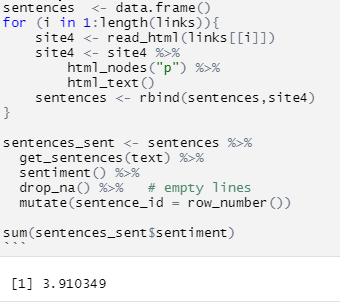 sentences <- data.frame()
for (i in 1:length(links)){
    site4 <- read_html(links[[i]])
    site4 <- site4 %>%
        html_nodes("p") %>%
        html_text()
    sentences <- rbind(sentences,site4)
}

sentences_sent <- sentences %>%
  get_sentences(text) %>%
  sentiment() %>%
  drop_na() %>%   # empty lines
  mutate(sentence_id = row_number())

sum(sentences_sent$sentiment)
```
[1] 3.910349